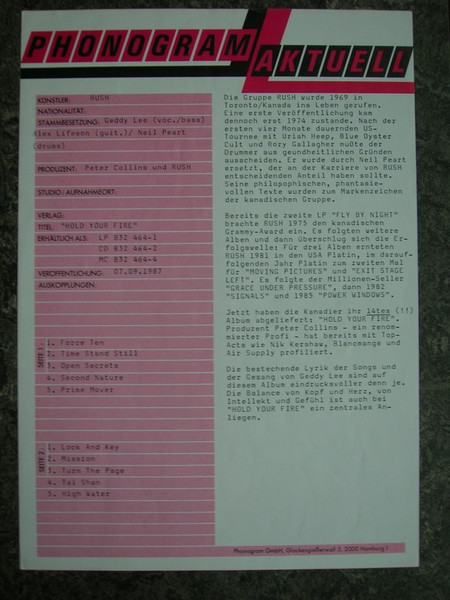 PHONOGRAM
AKTUELL
KÜNSTLER: RUSH
NATIONALITÄT:
STAMMBESETZUNG: Geddy Lee (voc./bass)
Alex Lifeson (guit.)/ Neil Peart
(drums)
PRODUZENT: Peter Collins und RUSH
STUDIO/AUFNAHMEORT:
VERLAG:
TITEL: "HOLD YOUR FIRE"
ERHÄLTLICH ALS: LP 832 464-1
CD 832 464-2
MC 832 464-4
VERÖFFENTLICHUNG: 07.09.1987
AUSKOPPLUNGEN:
SEITE 1
1. Force Ten
2. Time Stand Still
3. Open Secrets
4. Second Nature
5. Prime Mover
SEITE 2
1. Lock And Key
2. Mission
3. Turn The Page
4. Tai Shan
5. High Water
Die Gruppe RUSH wurde 1969 in
Toronto/Kanada ins Leben gerufen.
Eine erste Veröffentlichung kam
dennoch erst 1974 zustande. Nach der
ersten vier Monate dauernden US-
Tournee mit Uriah Heep, Blue Oyster
Cult und Rory Gallagher mußte der
Drummer aus geundheitlichen Gründen
ausscheiden. Er wurde durch Neil Peart
ersetzt, der an der Karriere von RUSH
entscheidenden Anteil haben sollte.
Seine philopophischen, phantasie-
vollen Texte wurden zum Markenzeichen
der kanadischen Gruppe.
Bereits die zweite LP "FLY BY NIGHT"
brachte RUSH 1975 den kanadischen
Grammy-Award ein. Es folgten weitere
Alben und dann überschlug sich die Er-
folgswelle: Für drei Alben ernteten
RUSH 1981 in den USA Platin, im darauf-
folgenden Jahr Platin zum zweiten Mal
für "MOVING PICTURES" und "EXIT STAGE
LEFT". Es folgte der Millionen-Seller
"GRACE UNDER PRESSURE", dann 1982
"SIGNALS" und 1985 "POWER WINDOWS".
Jetzt haben die Kanadier ihr 14tes (!!)
Album abgeliefert: "HOLD YOUR FIRE".
Produzent Peter Collins - ein renom-
mierter Profi - hat bereits mit Top-
Acts wie Nik Kershaw, Blancmange und
Air Supply profiliert.
Die bestechende Lyrik der Songs und
der Gesang von Geddy Lee sind auf
diesem Album eindrucksvoller denn je.
Die Balance von Kopf und Herz, von
Intellekt und Gefühl ist auch bei
"HOLD YOUR FIRE" ein zentrales An-
liegen.
Phonogram GmbH, Glockengießerwall 3, 2000 Hamburg 1